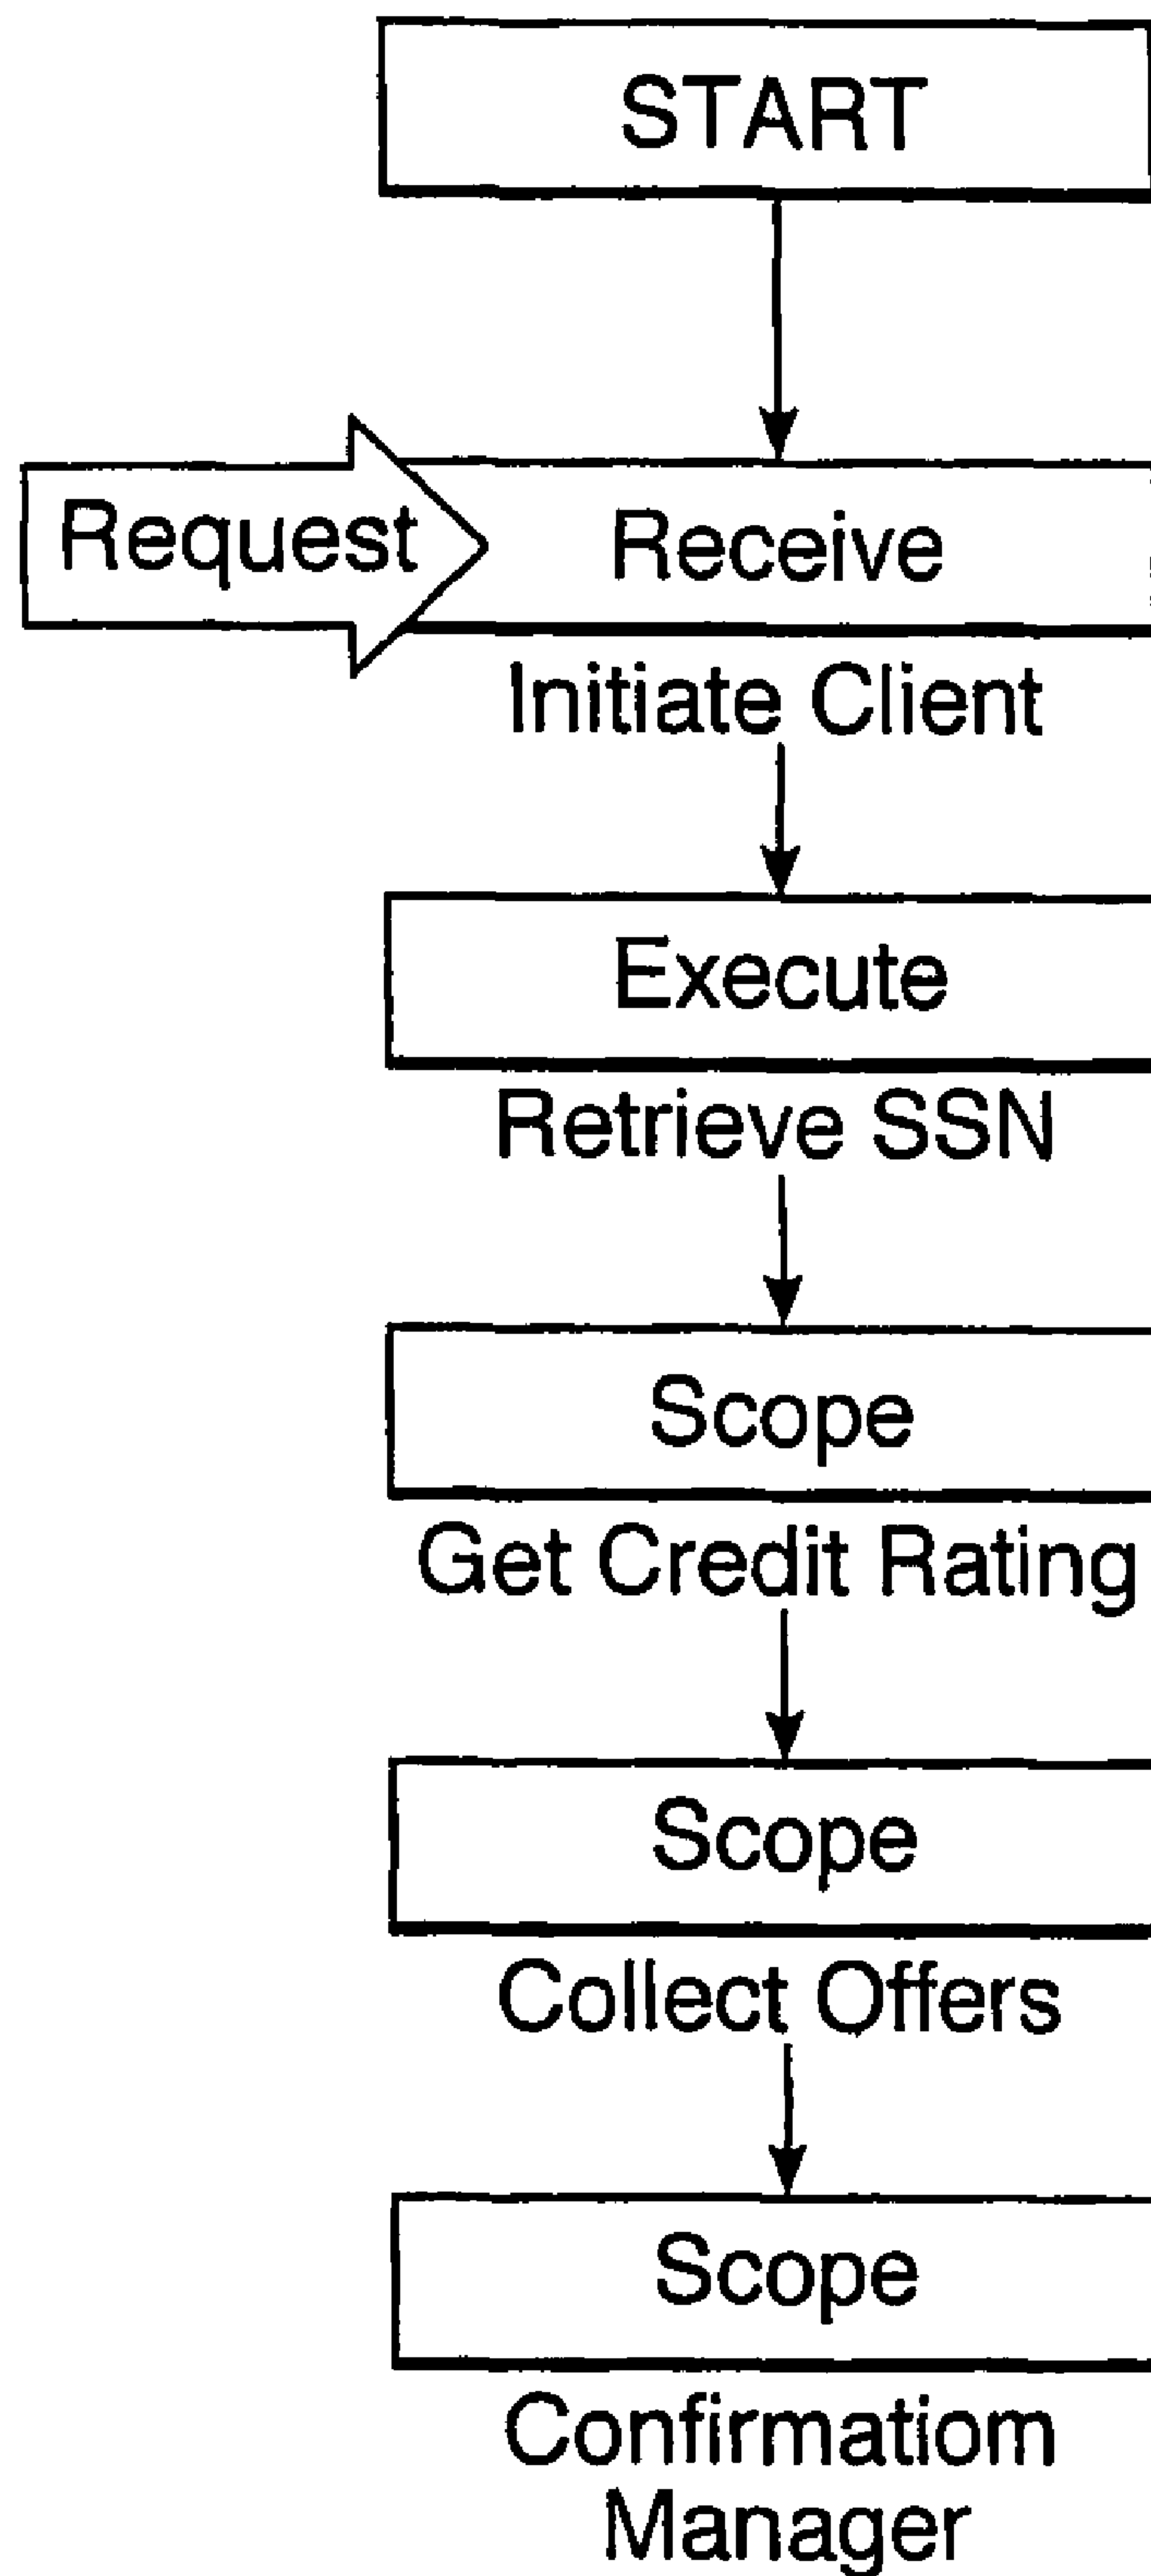 START
Request
Receive
Initiate Client
Execute
Retrieve SSN
Scope
Get Credit Rating
Scope
Collect Offers
Scope
Confirmatiom
Manager